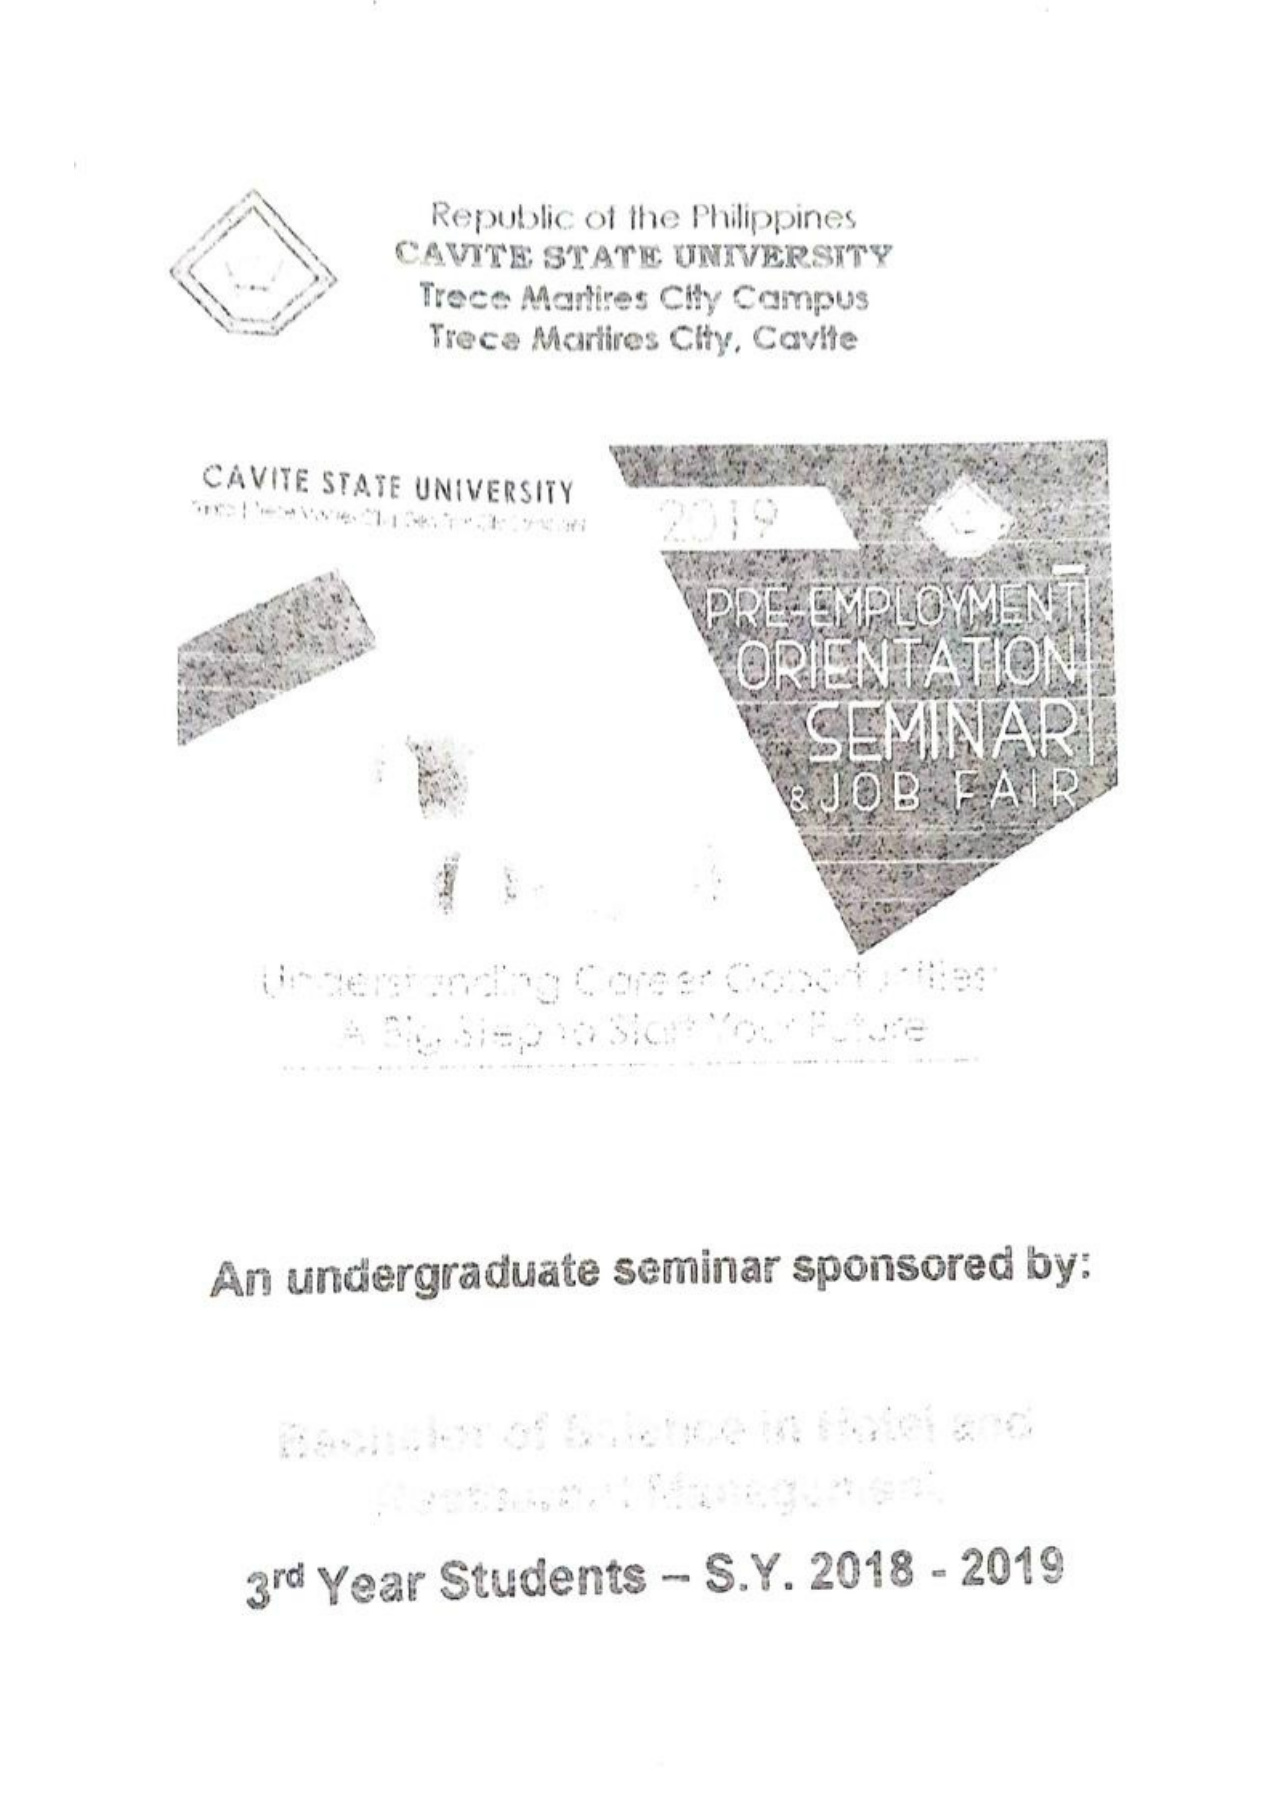 Republic of the Philippines
CAVITE STATE UNIVERSITY
Trece Martires City Campus
Trece Martires City, Cavite
CAVITE STATE UNIVERSITY
2019
PRE-EMPLOYMENT
ORIENTATION
SEMINAR
& JOB FAIR
Understanding Career Opportunities:
A Big Step to Start Your Future
An undergraduate seminar sponsored by:
Bachelor of Science in Hotel and
Restaurant Management
3rd Year Students – S.Y. 2018 - 2019